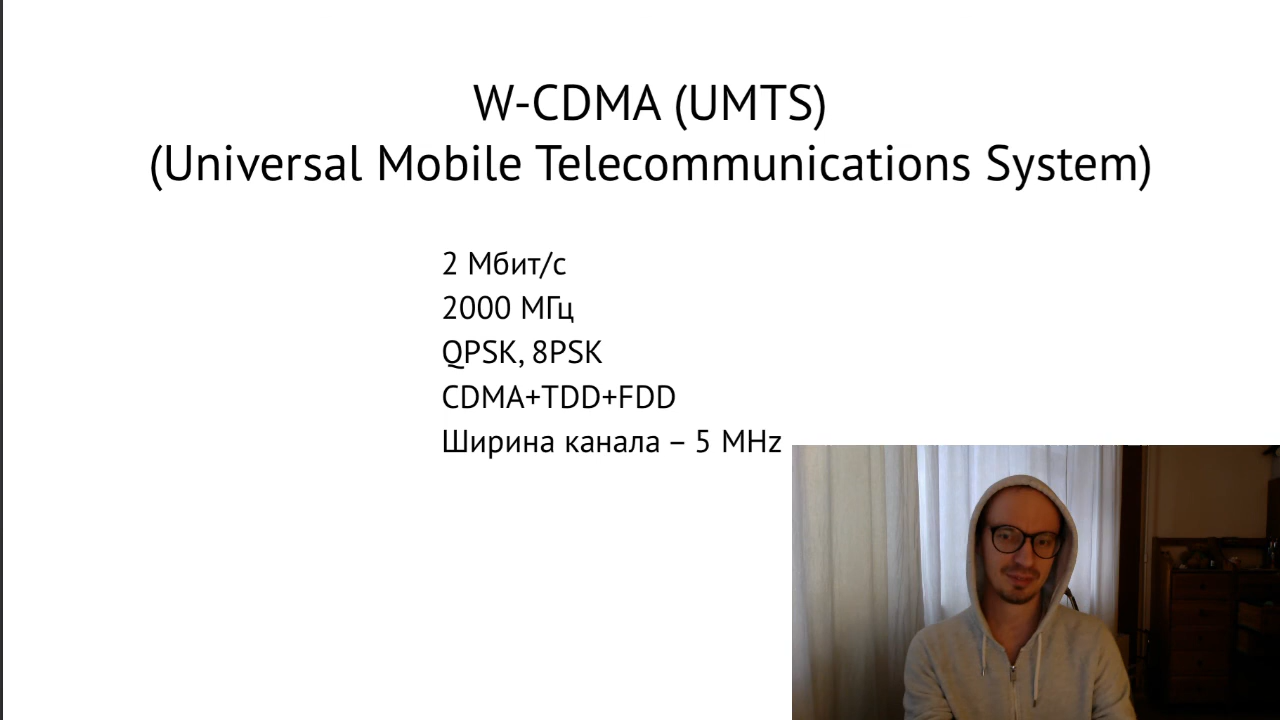 W-CDMA (UMTS)
(Universal Mobile Telecommunications System)
2 Мбит/с
2000 МГц
QPSK, 8PSK
CDMA+TDD+FDD
Ширина канала – 5 MHz